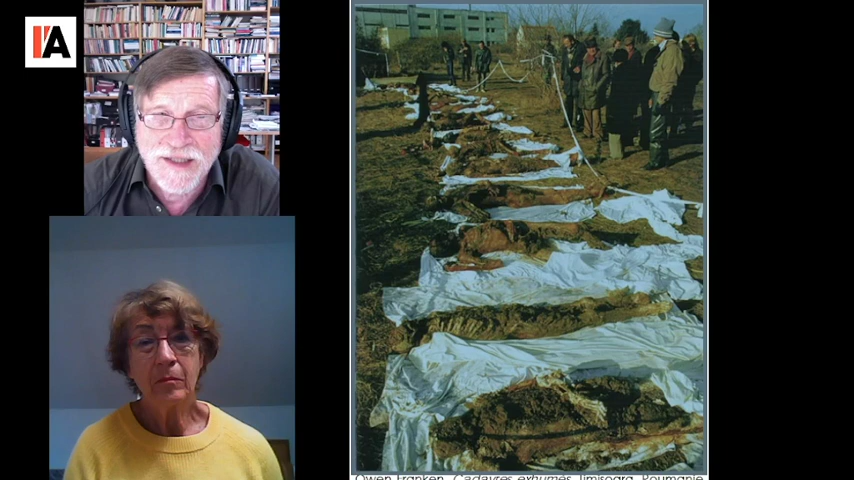 I'A
Owen Franken, Cadavres exhumés, Timisoara, Roumanie